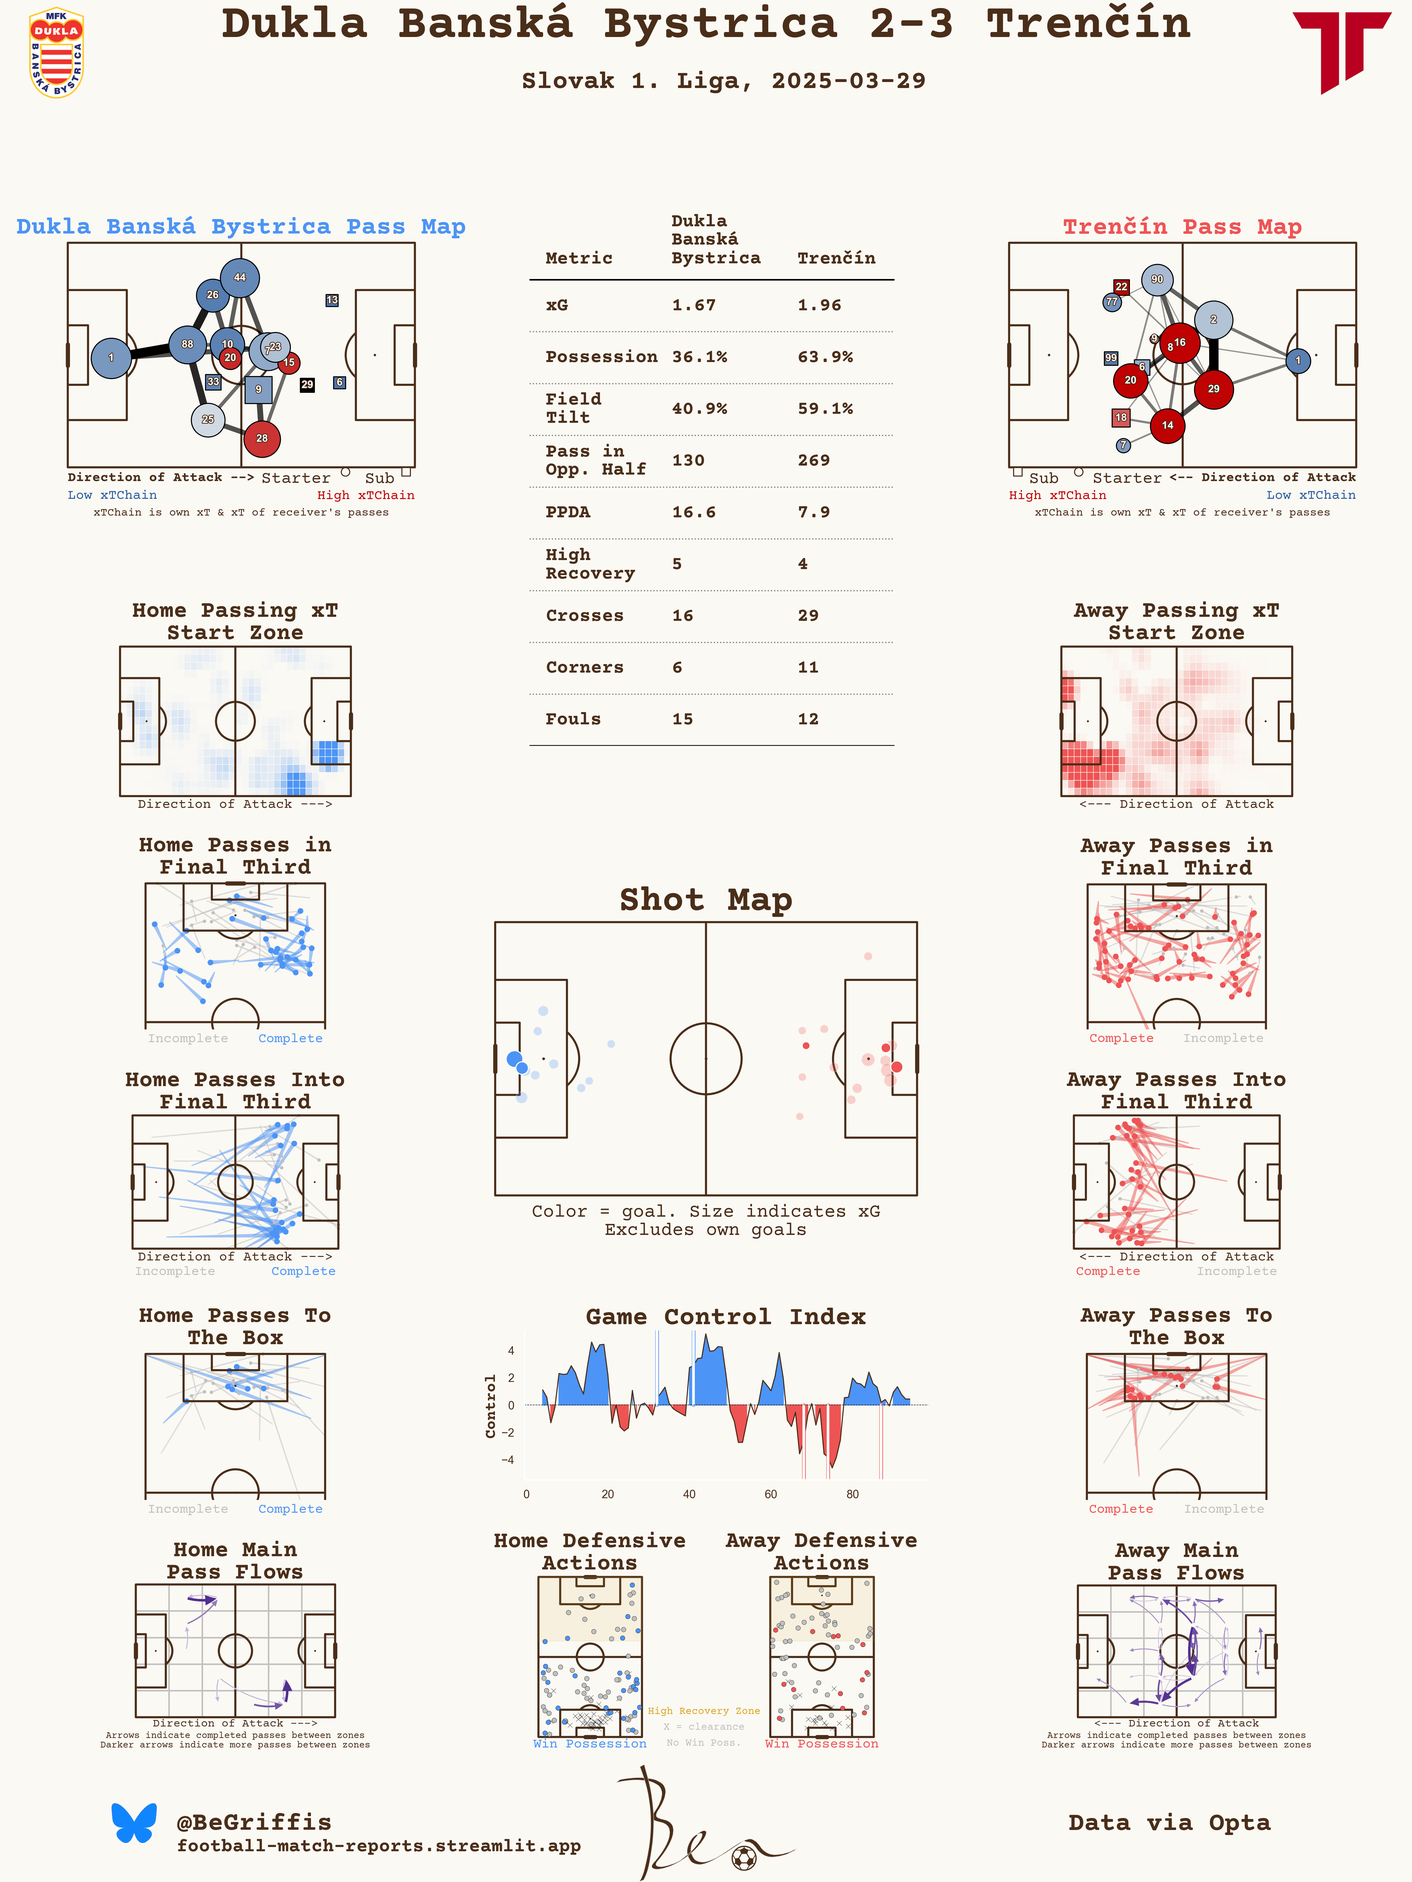 Dukla Banská Bystrica 2-3 Trenčín
Slovak 1. Liga, 2025-03-29
MFK
DUKLA
BANSKÁ BYSTRICA
Dukla Banská Bystrica Pass Map
44
26
88
10
1
20
7
23
15
13
33
9
29
6
25
28
Direction of Attack --> Starter Sub
Low xTChain High xTChain
xTChain is own xT & xT of receiver's passes
Metric Dukla Banská Bystrica Trenčín
xG 1.67 1.96
Possession 36.1% 63.9%
Field Tilt 40.9% 59.1%
Pass in Opp. Half 130 269
PPDA 16.6 7.9
High Recovery 5 4
Crosses 16 29
Corners 6 11
Fouls 15 12
Trenčín Pass Map
90
22
77
2
9
8
16
99
6
1
20
29
18
14
7
Sub Starter <-- Direction of Attack
High xTChain Low xTChain
xTChain is own xT & xT of receiver's passes
Home Passing xT
Start Zone
Direction of Attack --->
Away Passing xT
Start Zone
<--- Direction of Attack
Home Passes in
Final Third
Incomplete Complete
Away Passes in
Final Third
Complete Incomplete
Shot Map
Color = goal. Size indicates xG
Excludes own goals
Home Passes Into
Final Third
Direction of Attack --->
Incomplete Complete
Away Passes Into
Final Third
<--- Direction of Attack
Complete Incomplete
Home Passes To
The Box
Incomplete Complete
Game Control Index
Control
4
2
0
−2
−4
0 20 40 60 80
Away Passes To
The Box
Complete Incomplete
Home Main
Pass Flows
Direction of Attack --->
Arrows indicate completed passes between zones
Darker arrows indicate more passes between zones
Home Defensive
Actions
Win Possession
Away Defensive
Actions
Win Possession
High Recovery Zone
X = clearance
No Win Poss.
Away Main
Pass Flows
<--- Direction of Attack
Arrows indicate completed passes between zones
Darker arrows indicate more passes between zones
@BeGriffis
football-match-reports.streamlit.app
Ben
Data via Opta